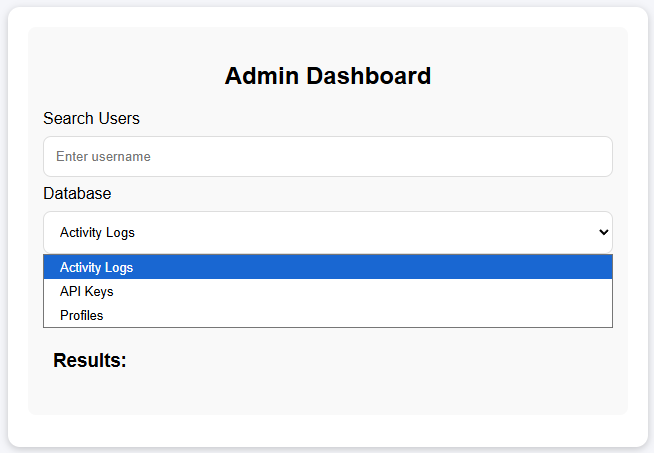 Admin Dashboard
Search Users
Enter username
Database
Activity Logs
Activity Logs
API Keys
Profiles
Results: